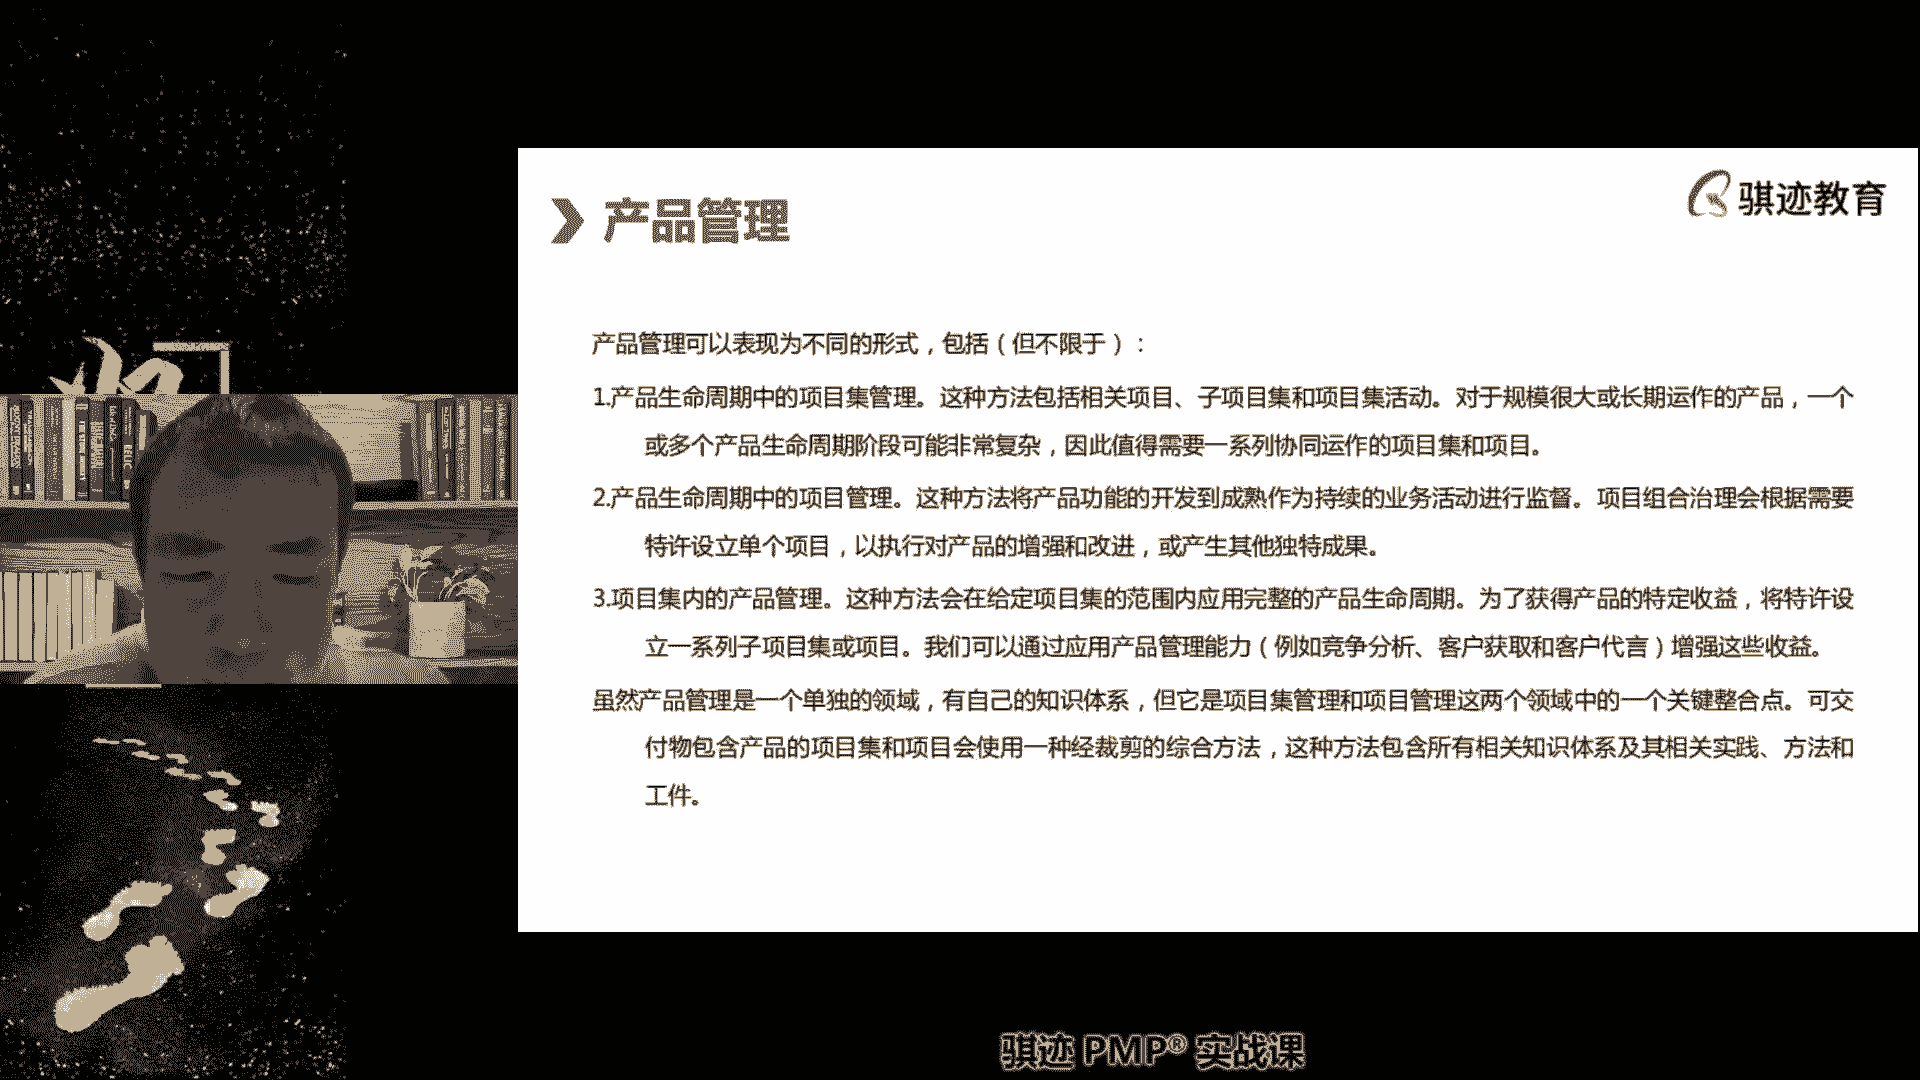 产品管理
骐迹教育
产品管理可以表现为不同的形式，包括（但不限于）：
1.产品生命周期中的项目集管理。这种方法包括相关项目、子项目集和项目集活动。对于规模很大或长期运作的产品，一个
或多个产品生命周期阶段可能非常复杂，因此值得需要一系列协同运作的项目集和项目。
2.产品生命周期中的项目管理。这种方法将产品功能的开发到成熟作为持续的业务活动进行监督。项目组合治理会根据需要
特许设立单个项目，以执行对产品的增强和改进，或产生其他独特成果。
3.项目集内的产品管理。这种方法会在给定项目集的范围内应用完整的产品生命周期。为了获得产品的特定收益，将特许设
立一系列子项目集或项目。我们可以通过应用产品管理能力（例如竞争分析、客户获取和客户代言）增强这些收益。
虽然产品管理是一个单独的领域，有自己的知识体系，但它是项目集管理和项目管理这两个领域中的一个关键整合点。可交
付物包含产品的项目集和项目会使用一种经裁剪的综合方法，这种方法包含所有相关知识体系及其相关实践、方法和
工件。
骐迹 PMP® 实战课